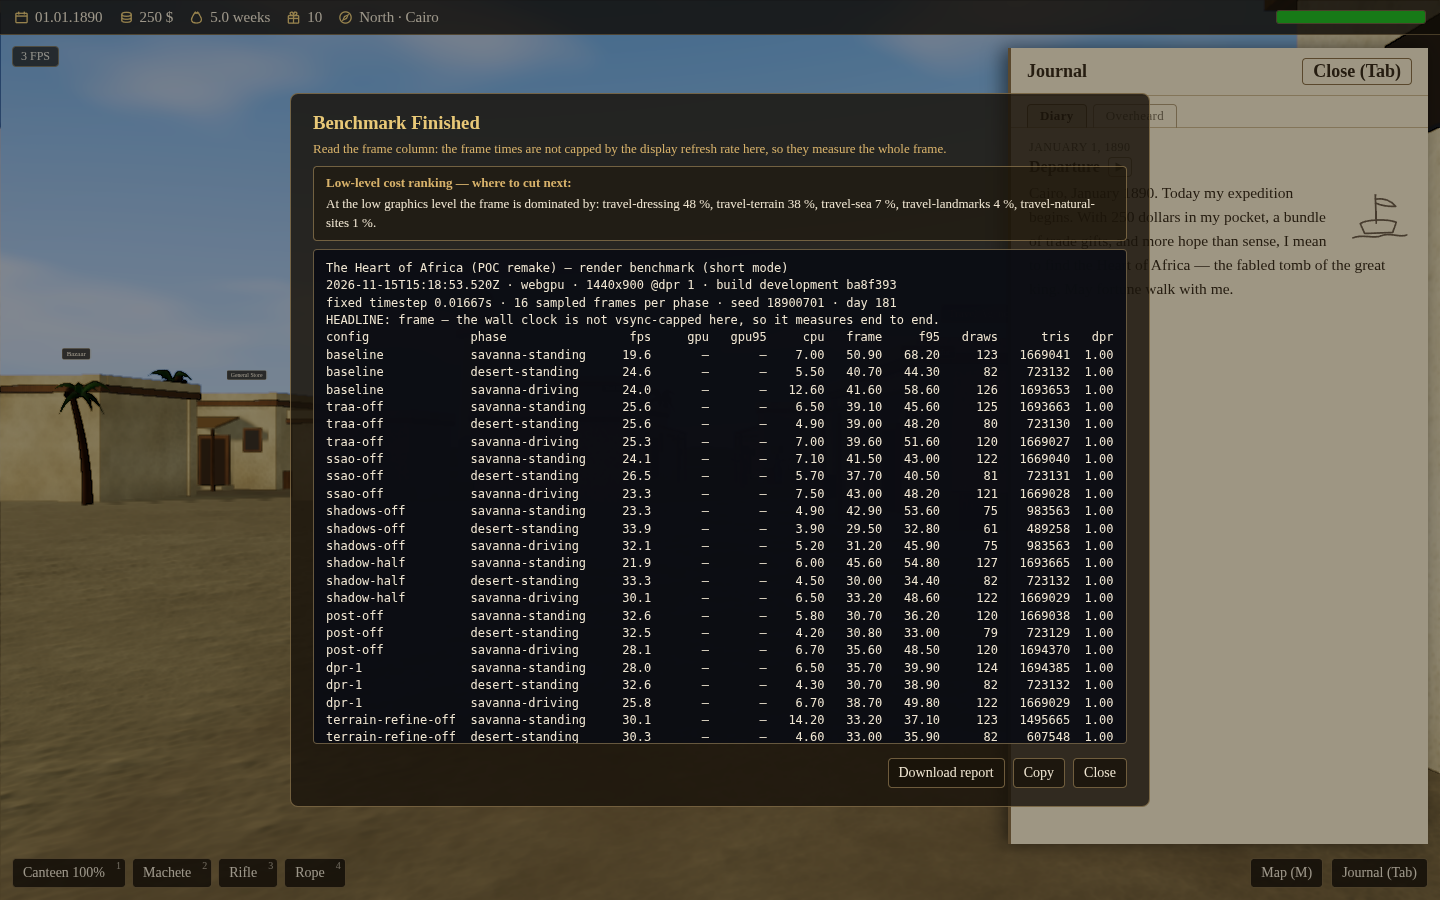 01.01.1890 250 $ 5.0 weeks 10 North · Cairo
3 FPS
Journal Close (Tab)
Diary Overheard
JANUARY 1, 1890
Departure
Cairo, January 1890. Today my expedition
begins. With 250 dollars in my pocket, a bundle
of trade gifts, and more hope than sense, I mean
t of Africa — the fabled tomb of the great
ne walk with me.
Bazaar
General Store
Benchmark Finished
Read the frame column: the frame times are not capped by the display refresh rate here, so they measure the whole frame.
Low-level cost ranking — where to cut next:
At the low graphics level the frame is dominated by: travel-dressing 48 %, travel-terrain 38 %, travel-sea 7 %, travel-landmarks 4 %, travel-natural-
sites 1 %.
The Heart of Africa (POC remake) — render benchmark (short mode)
2026-11-15T15:18:53.520Z · webgpu · 1440x900 @dpr 1 · build development ba8f393
fixed timestep 0.01667s · 16 sampled frames per phase · seed 18900701 · day 181
HEADLINE: frame — the wall clock is not vsync-capped here, so it measures end to end.
config phase fps gpu gpu95 cpu frame f95 draws tris dpr
baseline savanna-standing 19.6 — — 7.00 50.90 68.20 123 1669041 1.00
baseline desert-standing 24.6 — — 5.50 40.70 44.30 82 723132 1.00
baseline savanna-driving 24.0 — — 12.60 41.60 58.60 126 1693653 1.00
traa-off savanna-standing 25.6 — — 6.50 39.10 45.60 125 1693663 1.00
traa-off desert-standing 25.6 — — 4.90 39.00 48.20 80 723130 1.00
traa-off savanna-driving 25.3 — — 7.00 39.60 51.60 120 1669027 1.00
ssao-off savanna-standing 24.1 — — 7.10 41.50 43.00 122 1669040 1.00
ssao-off desert-standing 26.5 — — 5.70 37.70 40.50 81 723131 1.00
ssao-off savanna-driving 23.3 — — 7.50 43.00 48.20 121 1669028 1.00
shadows-off savanna-standing 23.3 — — 4.90 42.90 53.60 75 983563 1.00
shadows-off desert-standing 33.9 — — 3.90 29.50 32.80 61 489258 1.00
shadows-off savanna-driving 32.1 — — 5.20 31.20 45.90 75 983563 1.00
shadow-half savanna-standing 21.9 — — 6.00 45.60 54.80 127 1693665 1.00
shadow-half desert-standing 33.3 — — 4.50 30.00 34.40 82 723132 1.00
shadow-half savanna-driving 30.1 — — 6.50 33.20 48.60 122 1669029 1.00
post-off savanna-standing 32.6 — — 5.80 30.70 36.20 120 1669038 1.00
post-off desert-standing 32.5 — — 4.20 30.80 33.00 79 723129 1.00
post-off savanna-driving 28.1 — — 6.70 35.60 48.50 120 1694370 1.00
dpr-1 savanna-standing 28.0 — — 6.50 35.70 39.90 124 1694385 1.00
dpr-1 desert-standing 32.6 — — 4.30 30.70 38.90 82 723132 1.00
dpr-1 savanna-driving 25.8 — — 6.70 38.70 49.80 122 1669029 1.00
terrain-refine-off savanna-standing 30.1 — — 14.20 33.20 37.10 123 1495665 1.00
terrain-refine-off desert-standing 30.3 — — 4.60 33.00 35.90 82 607548 1.00
Download report Copy Close
Canteen 100% 1 Machete 2 Rifle 3 Rope 4
Map (M) Journal (Tab)